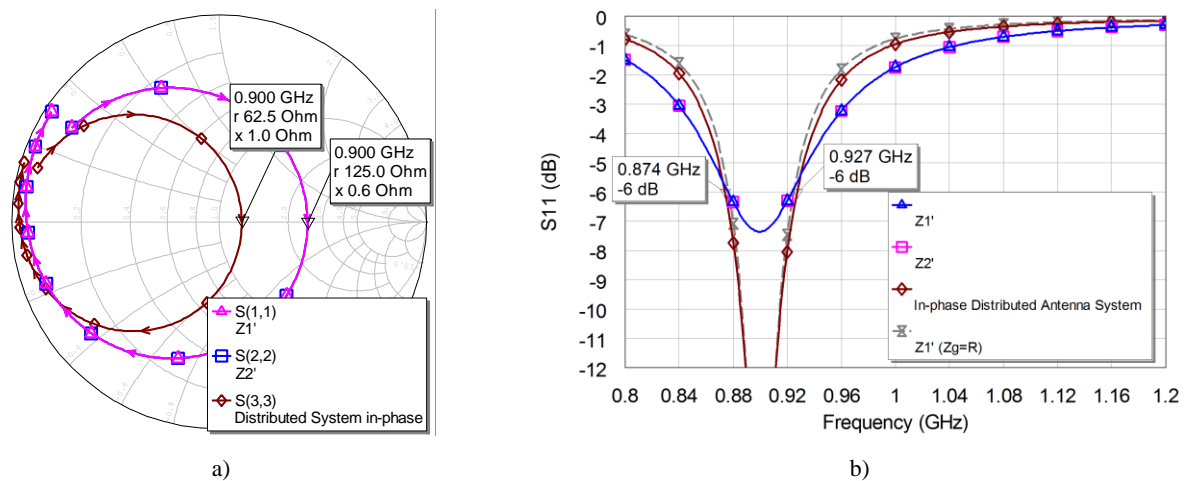 0.900 GHz
r 62.5 Ohm
x 1.0 Ohm
0.900 GHz
r 125.0 Ohm
x 0.6 Ohm
S(1,1)
Z1'
S(2,2)
Z2'
S(3,3)
Distributed System in-phase
a)
S11 (dB)
0
-1
-2
-3
-4
-5
-6
-7
-8
-9
-10
-11
-12
0.874 GHz
-6 dB
0.927 GHz
-6 dB
Z1'
Z2'
In-phase Distributed Antenna System
Z1' (Zg=R)
0.8 0.84 0.88 0.92 0.96 1 1.04 1.08 1.12 1.16 1.2
Frequency (GHz)
b)